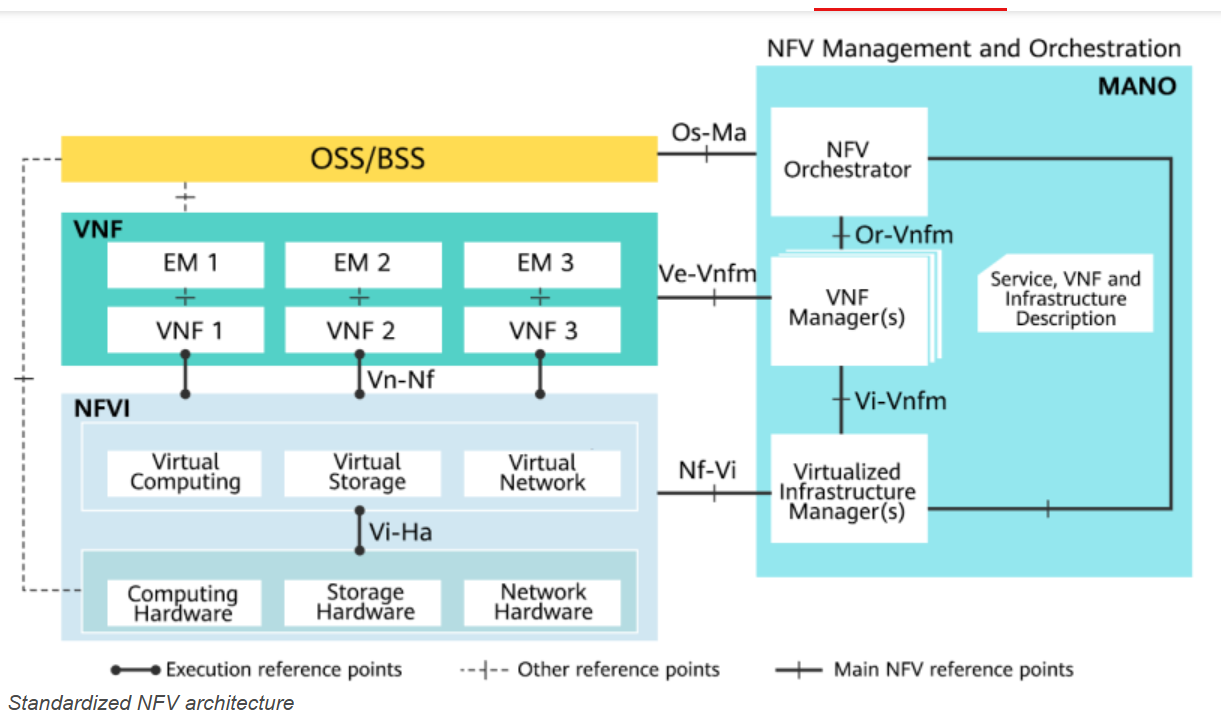 NFV Management and Orchestration
MANO
OSS/BSS
Os-Ma
NFV
Orchestrator
Or-Vnfm
VNF
EM 1
EM 2
EM 3
VNF 1
VNF 2
VNF 3
Ve-Vnfm
VNF
Manager(s)
Service, VNF and
Infrastructure
Description
Vn-Nf
Vi-Vnfm
NFVI
Virtual
Computing
Virtual
Storage
Virtual
Network
Nf-Vi
Virtualized
Infrastructure
Manager(s)
Vi-Ha
Computing
Hardware
Storage
Hardware
Network
Hardware
Execution reference points
Other reference points
Main NFV reference points
Standardized NFV architecture